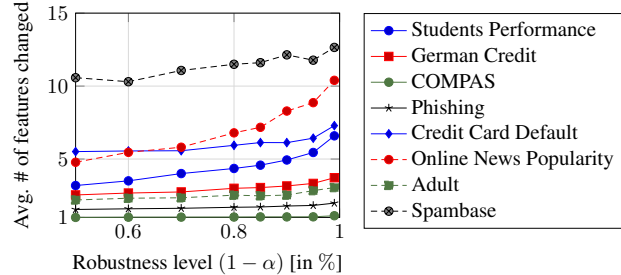 15
10
5
1
0.6
0.8
1
Avg. # of features changed
Robustness level (1 − α) [in %]
Students Performance
German Credit
COMPAS
Phishing
Credit Card Default
Online News Popularity
Adult
Spambase